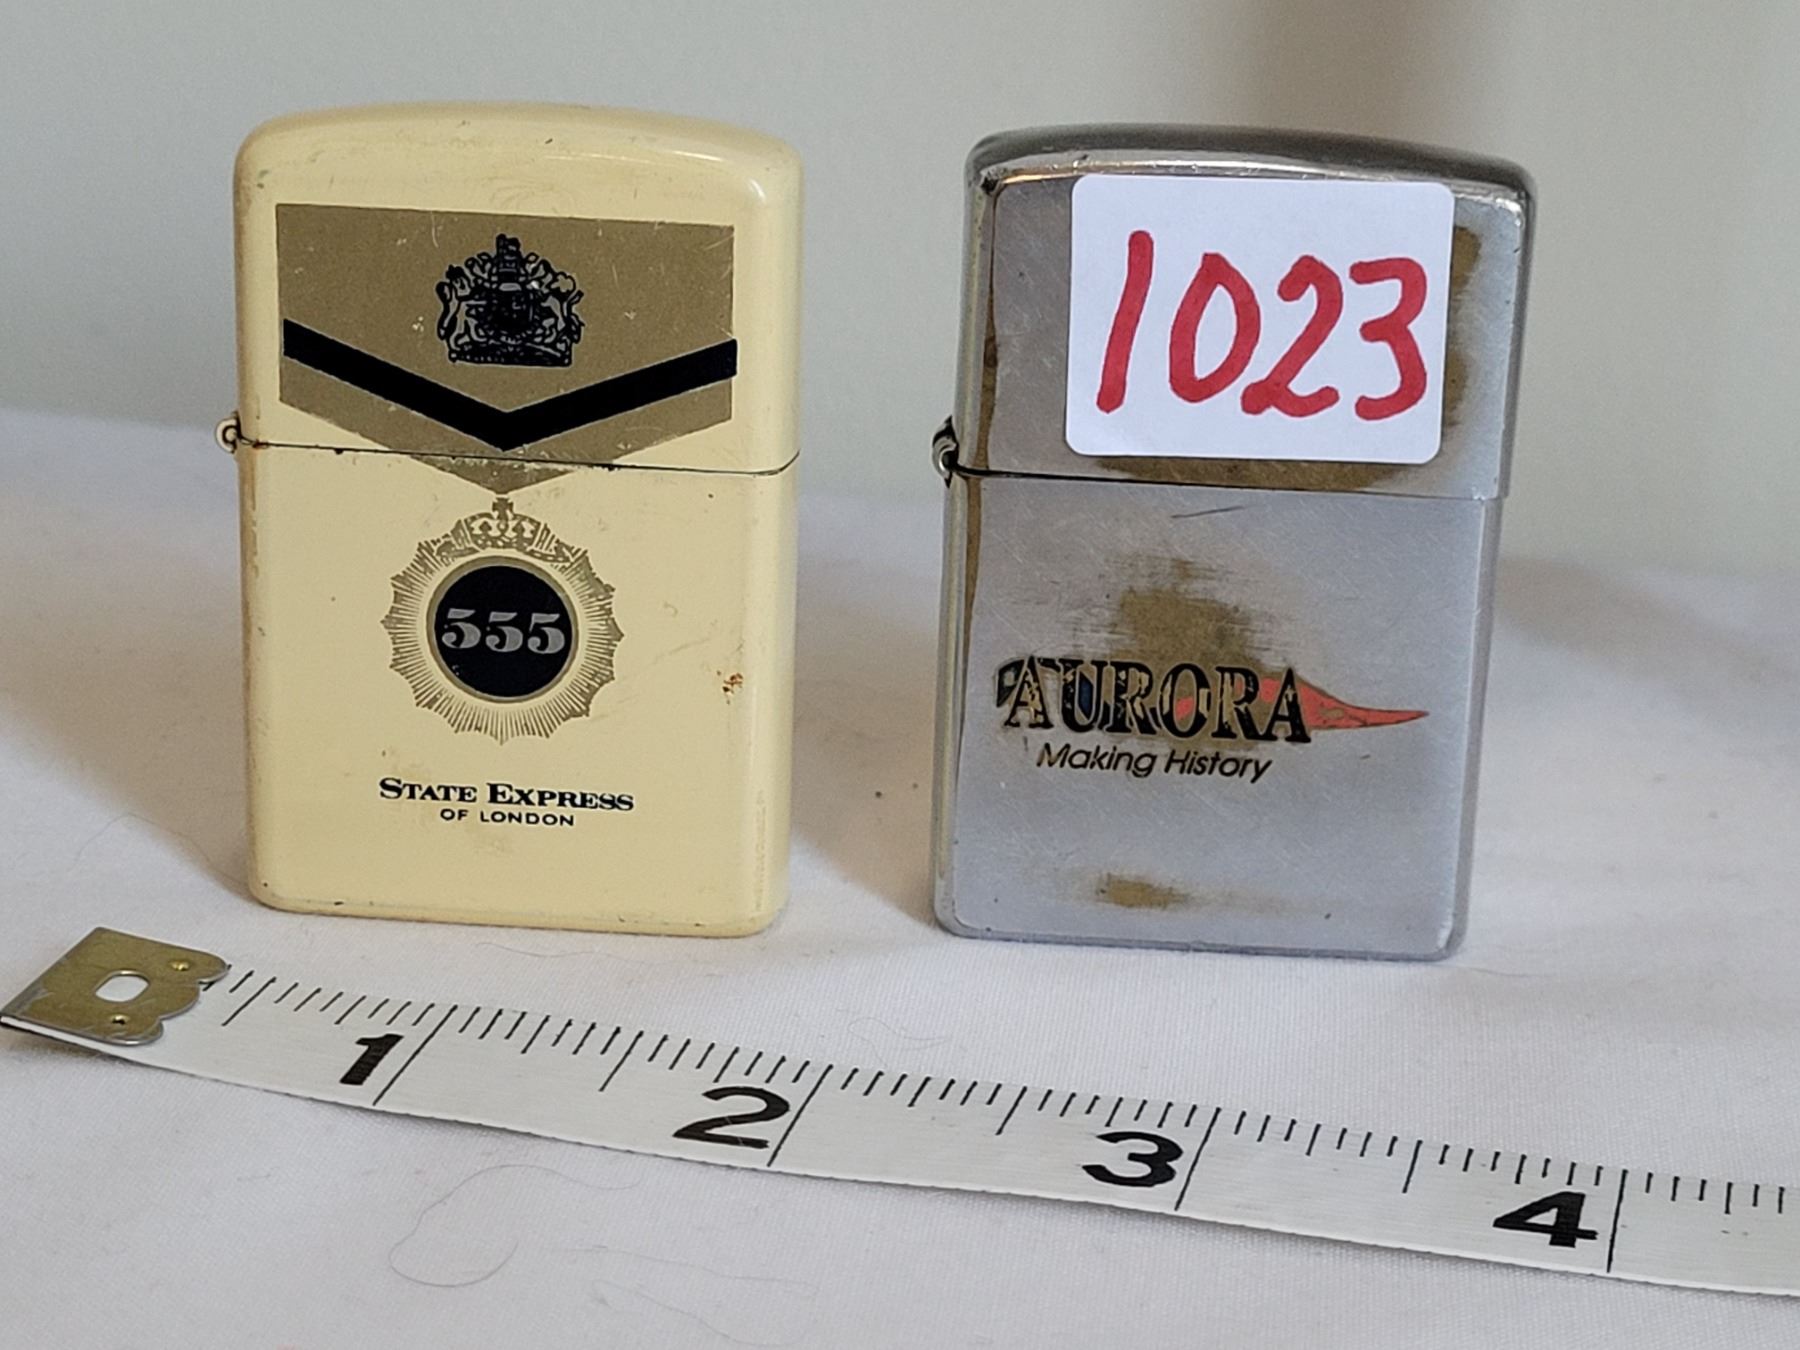 555
STATE EXPRESS
OF LONDON
1023
AURORA
Making History
1
2
3
4